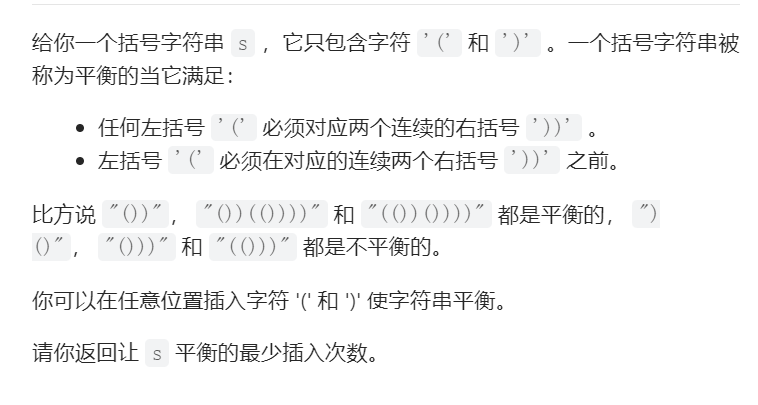 给你一个括号字符串 s ，它只包含字符 '(' 和 ')' 。一个括号字符串被
称为平衡的当它满足：
• 任何左括号 '(' 必须对应两个连续的右括号 '))' 。
• 左括号 '(' 必须在对应的连续两个右括号 '))' 之前。
比方说 "())"， "())(())))" 和 "(())())))" 都是平衡的， ")
()"， "()))" 和 "(()))" 都是不平衡的。
你可以在任意位置插入字符 '(' 和 ')' 使字符串平衡。
请你返回让 s 平衡的最少插入次数。